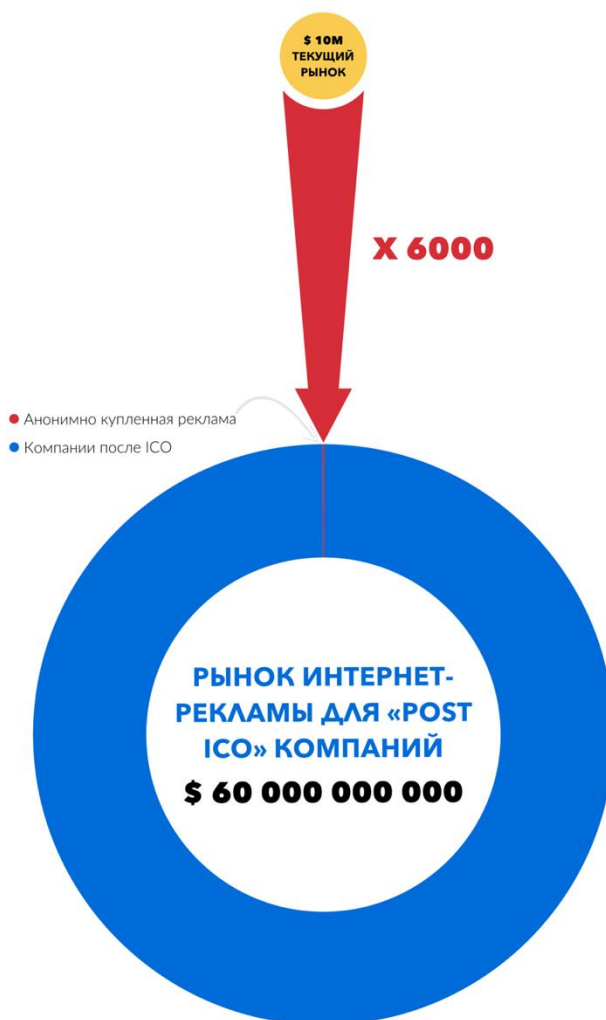 $ 10M
ТЕКУЩИЙ
РЫНОК
X 6000
Анонимно купленная реклама
Компании после ICO
РЫНОК ИНТЕРНЕТ-
РЕКЛАМЫ ДЛЯ «POST
ICO» КОМПАНИЙ
$ 60 000 000 000